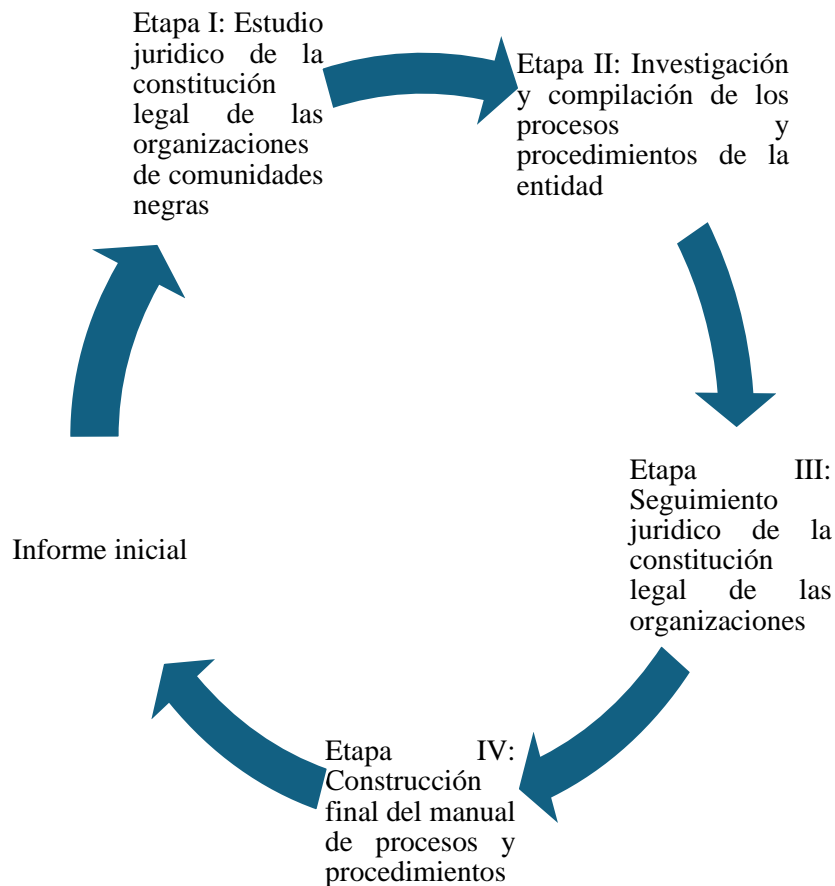 Etapa I: Estudio
juridico de la
constitución
legal de las
organizaciones
de comunidades
negras
Etapa II: Investigación
y compilación de los
procesos y
procedimientos de la
entidad
Etapa III:
Seguimiento
juridico de la
constitución
legal de las
organizaciones
Etapa IV:
Construcción
final del manual
de procesos y
procedimientos
Informe inicial